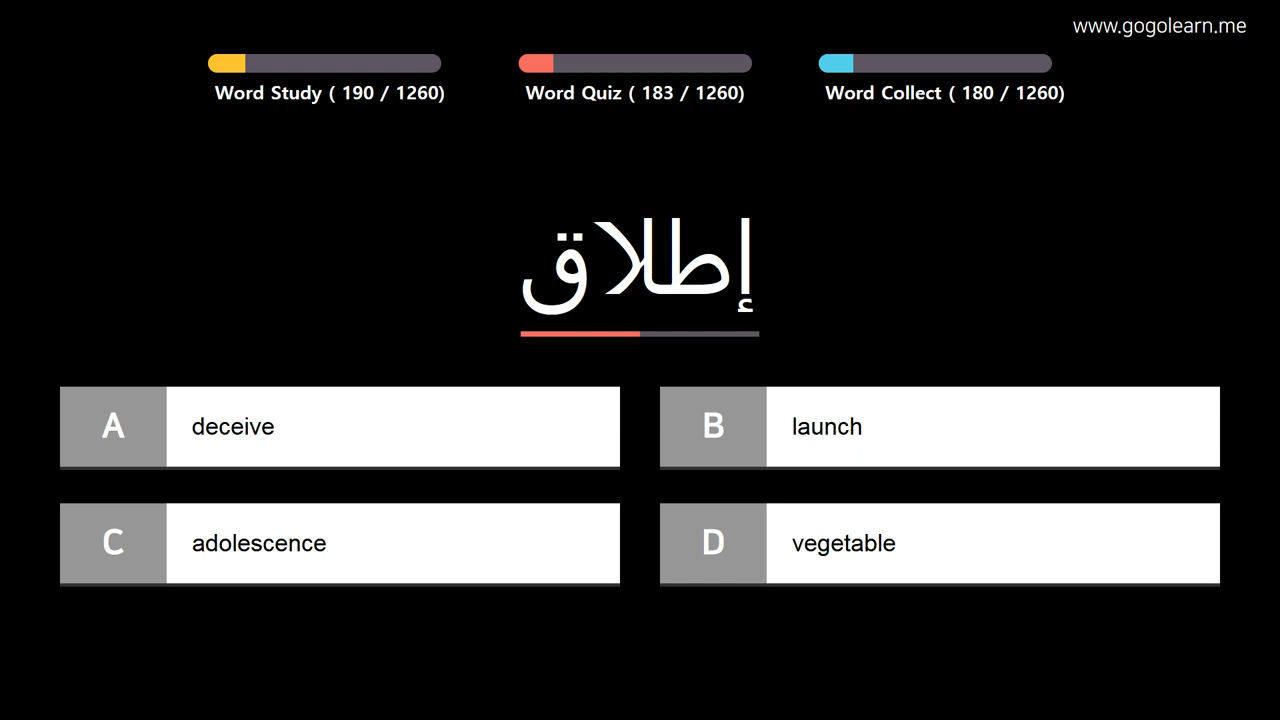 www.gogolearn.me
Word Study ( 190 / 1260)
Word Quiz ( 183 / 1260)
Word Collect ( 180 / 1260)
إطلاق
A deceive
B launch
C adolescence
D vegetable